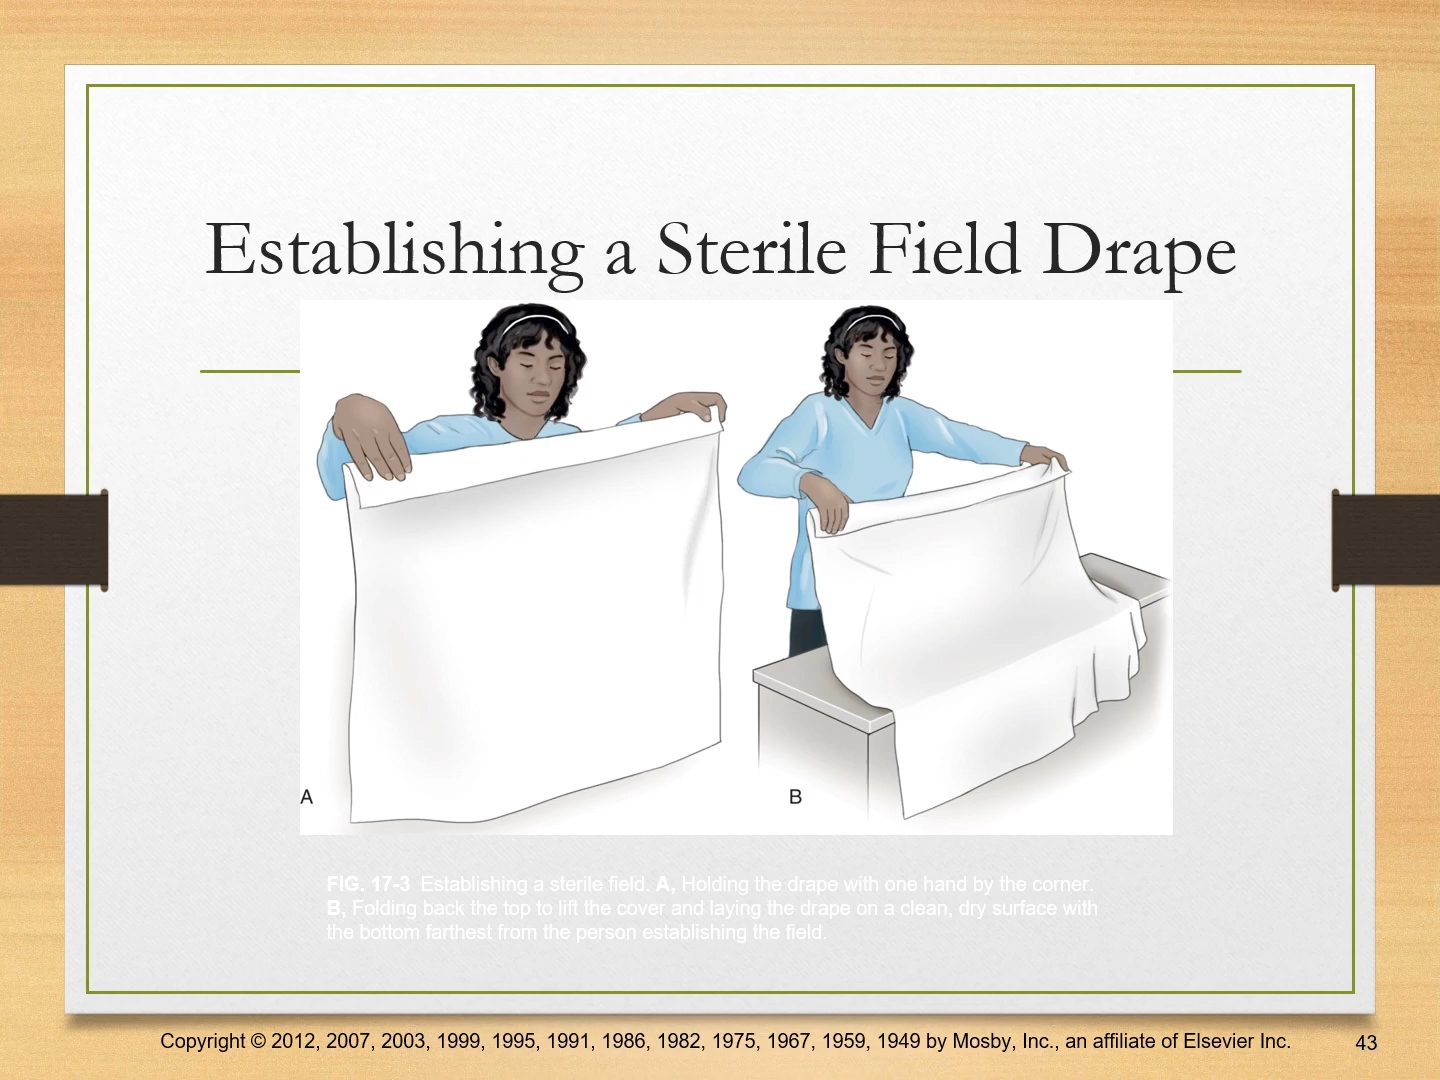 Establishing a Sterile Field Drape
A
B
FIG. 17-3 Establishing a sterile field. A, Holding the drape with one hand by the corner.
B, Folding back the top to lift the cover and laying the drape on a clean, dry surface with
the bottom farthest from the person establishing the field.
Copyright © 2012, 2007, 2003, 1999, 1995, 1991, 1986, 1982, 1975, 1967, 1959, 1949 by Mosby, Inc., an affiliate of Elsevier Inc.
43